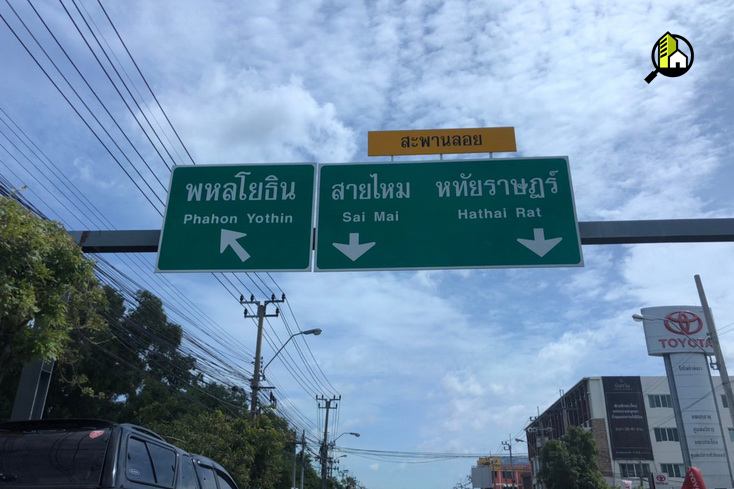 สะพานลอย
พหลโยธิน
Phahon Yothin
สายไหม หทัยราษฎร์
Sai Mai Hathai Rat
TOYOTA